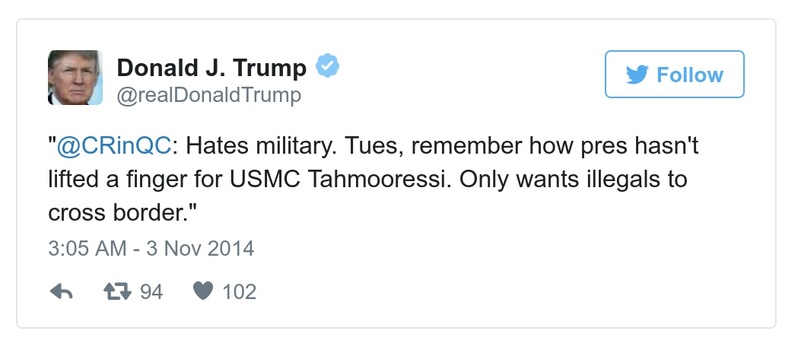 Donald J. Trump
@realDonaldTrump
Follow
"@CRinQC: Hates military. Tues, remember how pres hasn't
lifted a finger for USMC Tahmooressi. Only wants illegals to
cross border."
3:05 AM - 3 Nov 2014
94 102